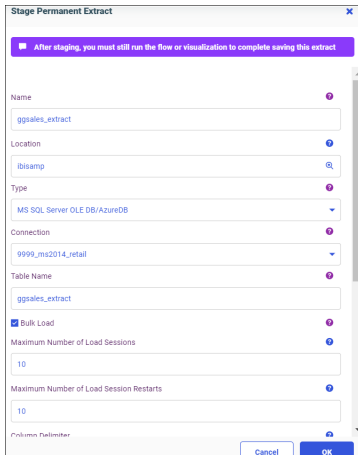 Stage Permanent Extract
After staging, you must still run the flow or visualization to complete saving this extract
Name
ggsales_extract
Location
ibisamp
Type
MS SQL Server OLE DB/AzureDB
Connection
9999_ms2014_retail
Table Name
ggsales_extract
Bulk Load
Maximum Number of Load Sessions
10
Maximum Number of Load Session Restarts
10
Column Delimiter
Cancel OK